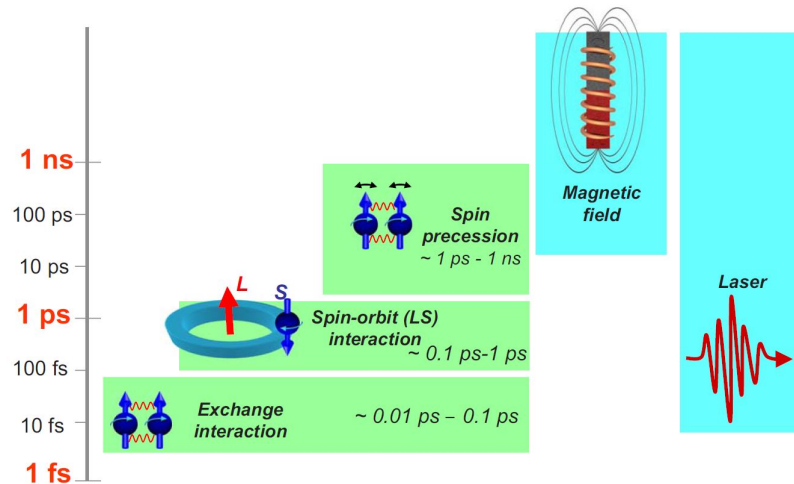 1 ns
100 ps
10 ps
1 ps
100 fs
10 fs
1 fs
Magnetic
field
Laser
Spin
precession
~ 1 ps - 1 ns
L
S
Spin-orbit (LS)
interaction
~ 0.1 ps-1 ps
Exchange
interaction
~ 0.01 ps – 0.1 ps